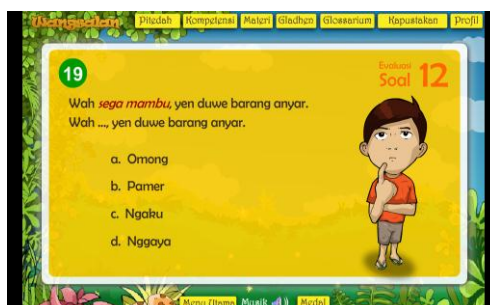 Wangsalan
Pitedah Kompetensi Materi Gladhen Glossarium Kapustakan Profil
19
Evaluasi
Soal 12
Wah sega mambu, yen duwe barang anyar.
Wah ..., yen duwe barang anyar.
a. Omong
b. Pamer
c. Ngaku
d. Nggaya
Menu Utama Musik Medal